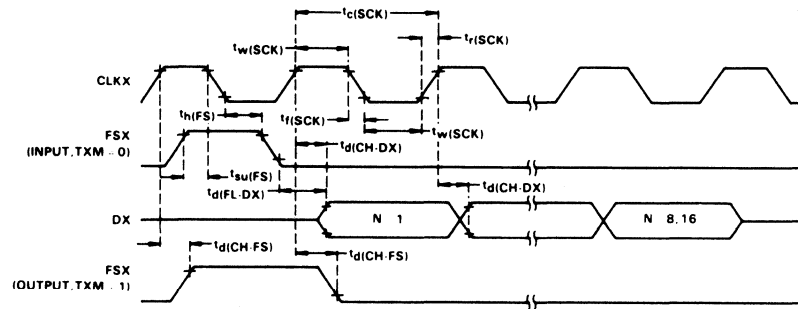 tc(SCK)
tw(SCK)
tr(SCK)
CLKX
th(FS)
tf(SCK)
tw(SCK)
FSX
(INPUT,TXM - 0)
td(CH-DX)
tsu(FS)
td(FL-DX)
td(CH-DX)
DX
N 1
N 8,16
td(CH-FS)
td(CH-FS)
FSX
(OUTPUT,TXM - 1)